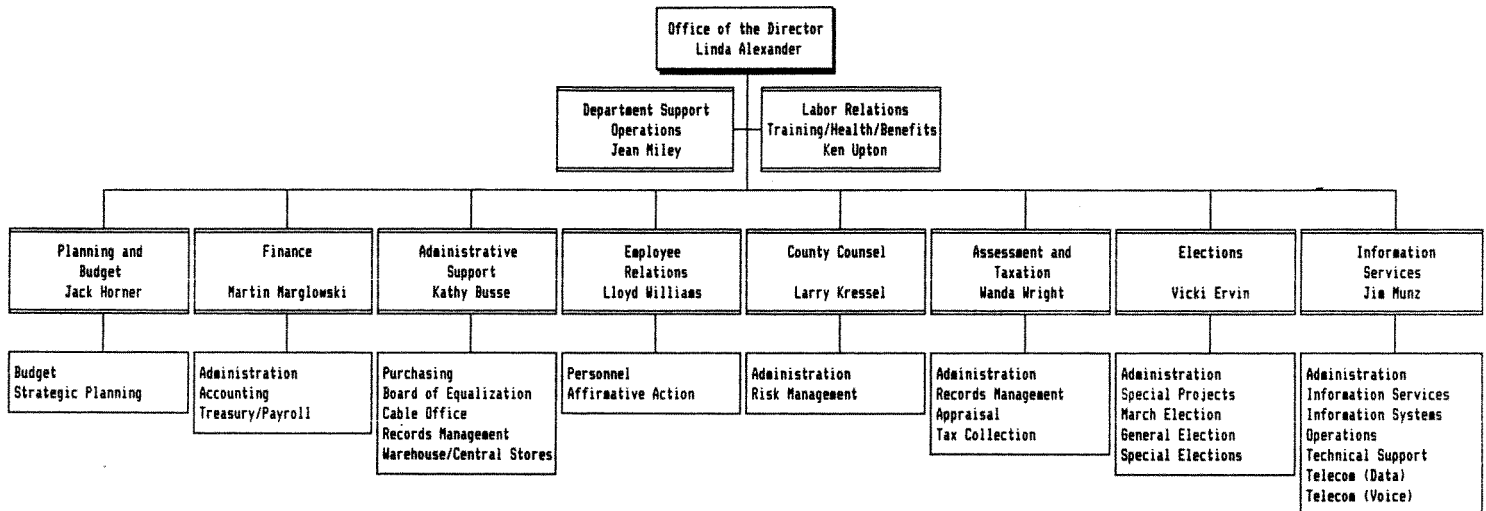 Office of the Director
Linda Alexander
Department Support
Operations
Jean Miley
Labor Relations
Training/Health/Benefits
Ken Upton
Planning and
Budget
Jack Horner
Finance
Martin Marglowski
Administrative
Support
Kathy Busse
Employee
Relations
Lloyd Williams
County Counsel
Larry Kressel
Assessment and
Taxation
Wanda Wright
Elections
Vicki Ervin
Information
Services
Jim Munz
Budget
Strategic Planning
Administration
Accounting
Treasury/Payroll
Purchasing
Board of Equalization
Cable Office
Records Management
Warehouse/Central Stores
Personnel
Affirmative Action
Administration
Risk Management
Administration
Records Management
Appraisal
Tax Collection
Administration
Special Projects
March Election
General Election
Special Elections
Administration
Information Services
Information Systems
Operations
Technical Support
Telecom (Data)
Telecom (Voice)